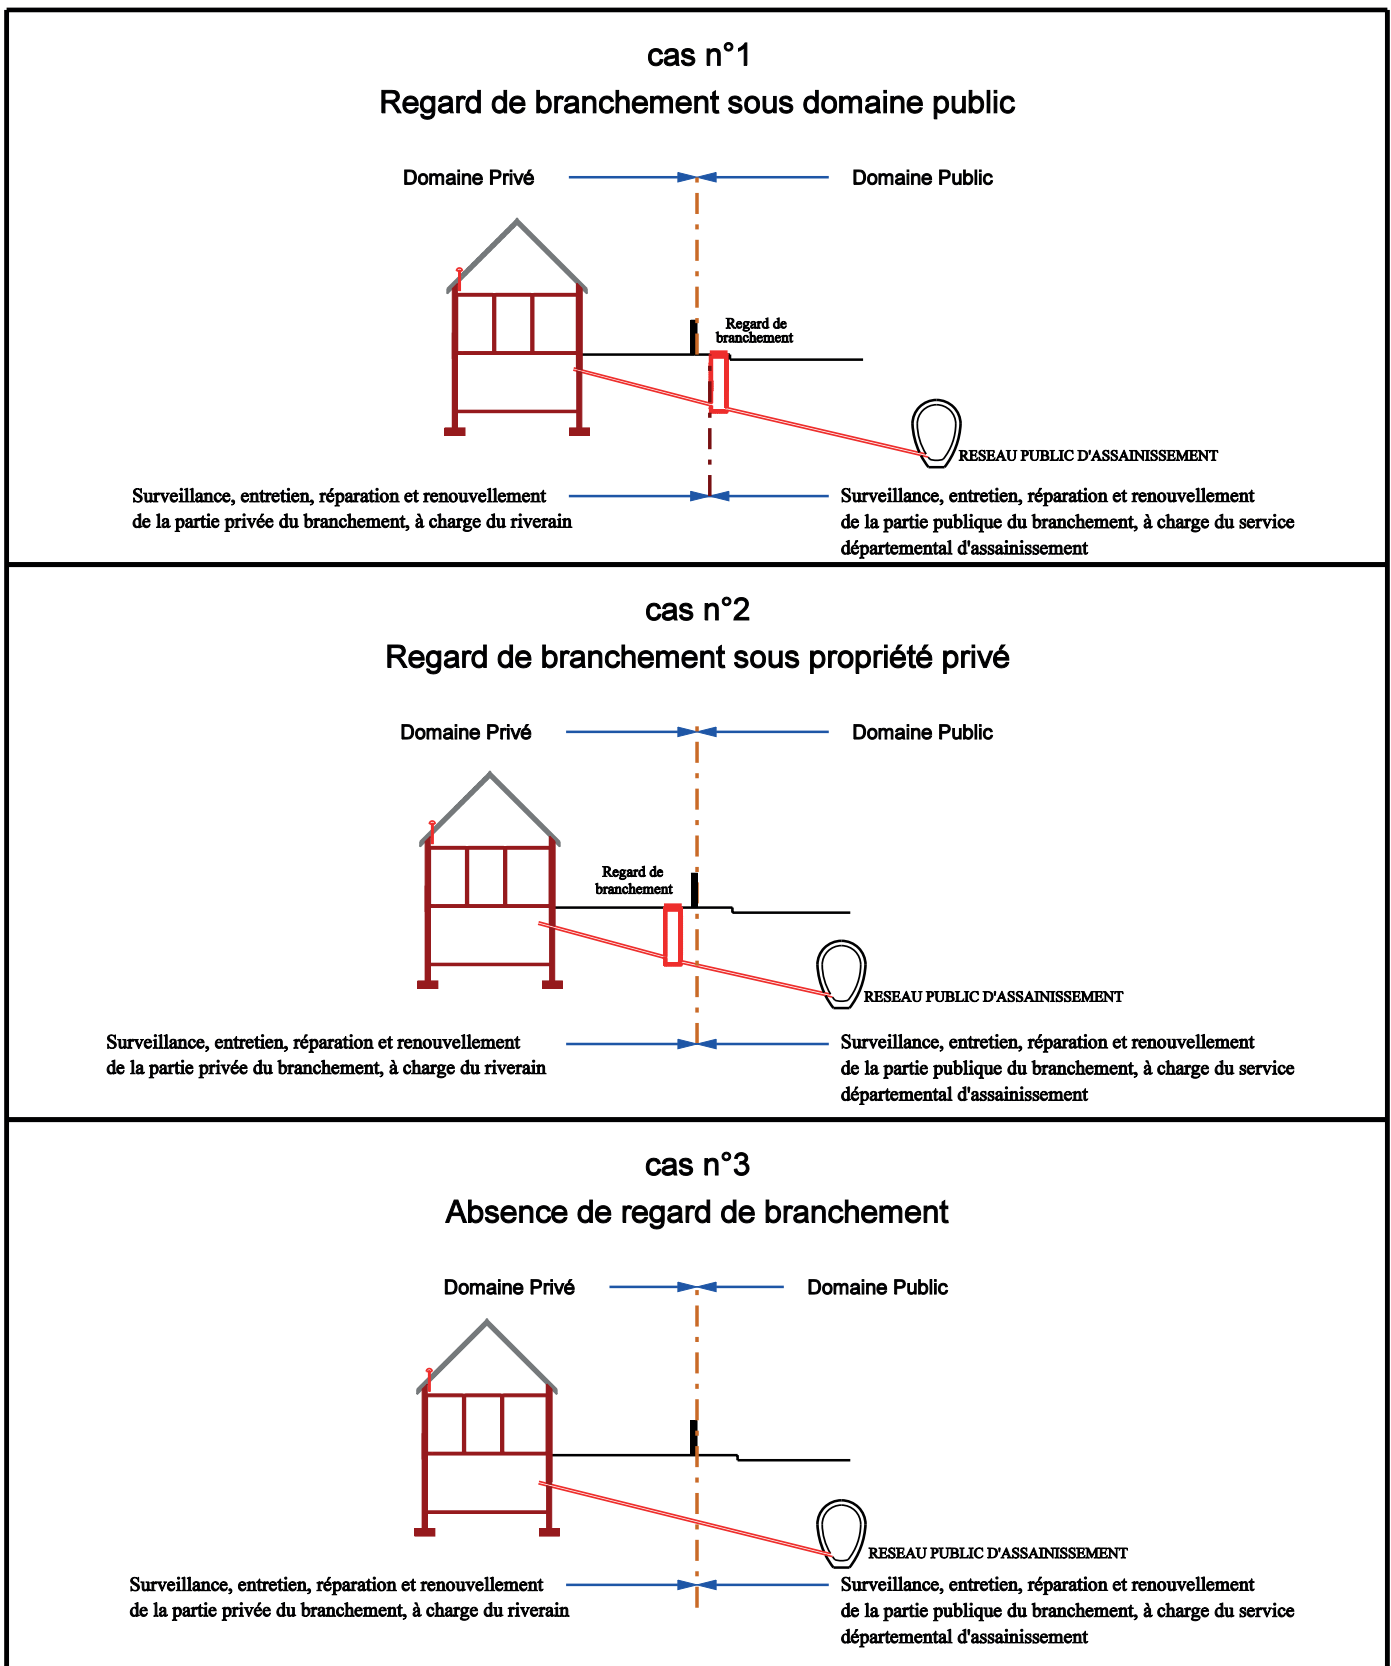 cas n°1
Regard de branchement sous domaine public
Domaine Privé
Domaine Public
Regard de
branchement
RESEAU PUBLIC D'ASSAINISSEMENT
Surveillance, entretien, réparation et renouvellement
de la partie privée du branchement, à charge du riverain
Surveillance, entretien, réparation et renouvellement
de la partie publique du branchement, à charge du service
départemental d'assainissement
cas n°2
Regard de branchement sous propriété privé
Domaine Privé
Domaine Public
Regard de
branchement
RESEAU PUBLIC D'ASSAINISSEMENT
Surveillance, entretien, réparation et renouvellement
de la partie privée du branchement, à charge du riverain
Surveillance, entretien, réparation et renouvellement
de la partie publique du branchement, à charge du service
départemental d'assainissement
cas n°3
Absence de regard de branchement
Domaine Privé
Domaine Public
RESEAU PUBLIC D'ASSAINISSEMENT
Surveillance, entretien, réparation et renouvellement
de la partie privée du branchement, à charge du riverain
Surveillance, entretien, réparation et renouvellement
de la partie publique du branchement, à charge du service
départemental d'assainissement